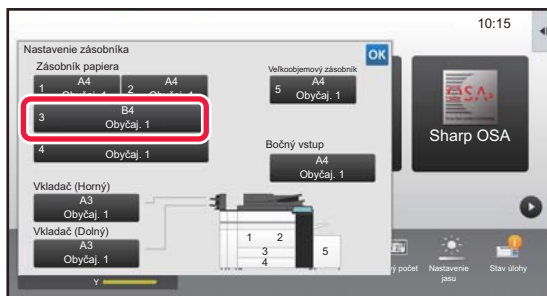 10:15
Nastavenie zásobníka
OK
Zásobník papiera
1
A4
2
A4
Veľkoobjemový zásobník
5
A4
Obyčaj. 1
3
B4
Obyčaj. 1
4
Obyčaj. 1
Bočný vstup
A4
Obyčaj. 1
Vkladač (Horný)
A3
Obyčaj. 1
Vkladač (Dolný)
A3
Obyčaj. 1
1 2
3
4
5
Sharp OSA
počet
Nastavenie
jasu
Stav úlohy
Y